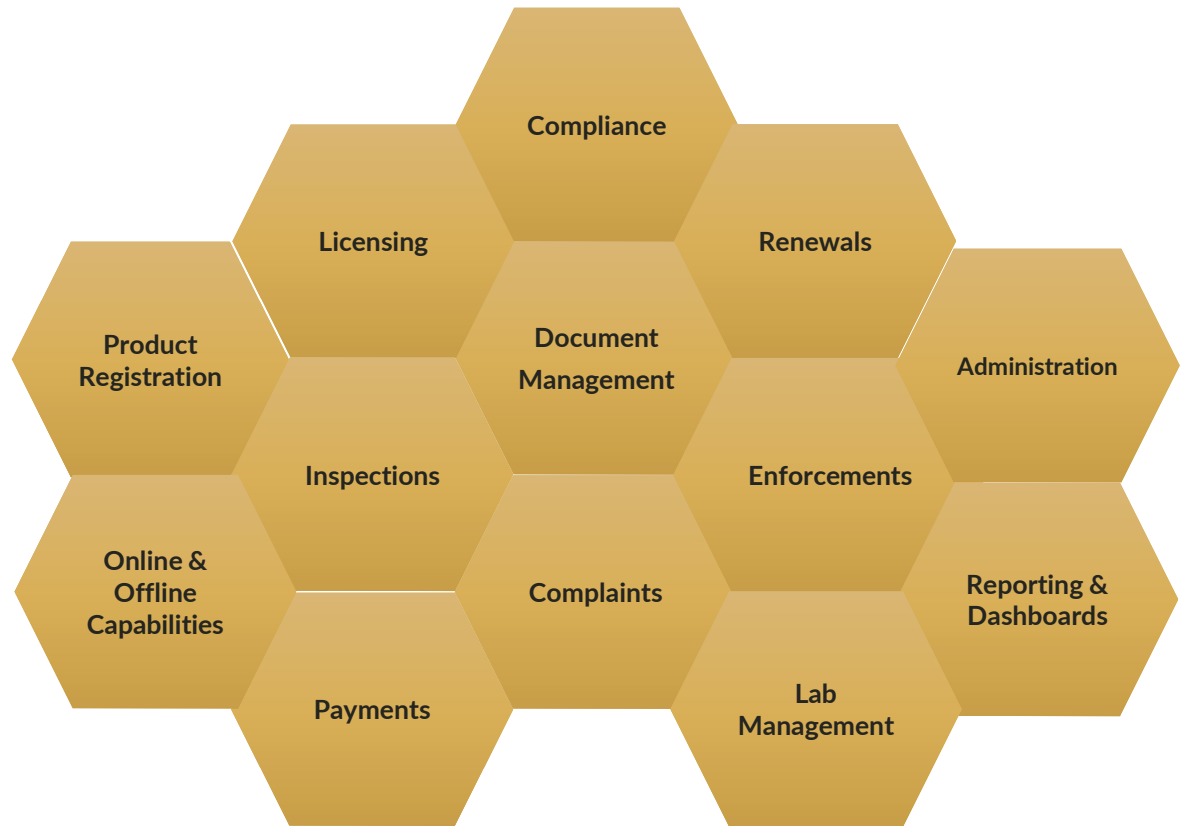 Compliance
Licensing
Renewals
Product
Registration
Document
Management
Administration
Inspections
Enforcements
Online &
Offline
Capabilities
Complaints
Reporting &
Dashboards
Payments
Lab
Management